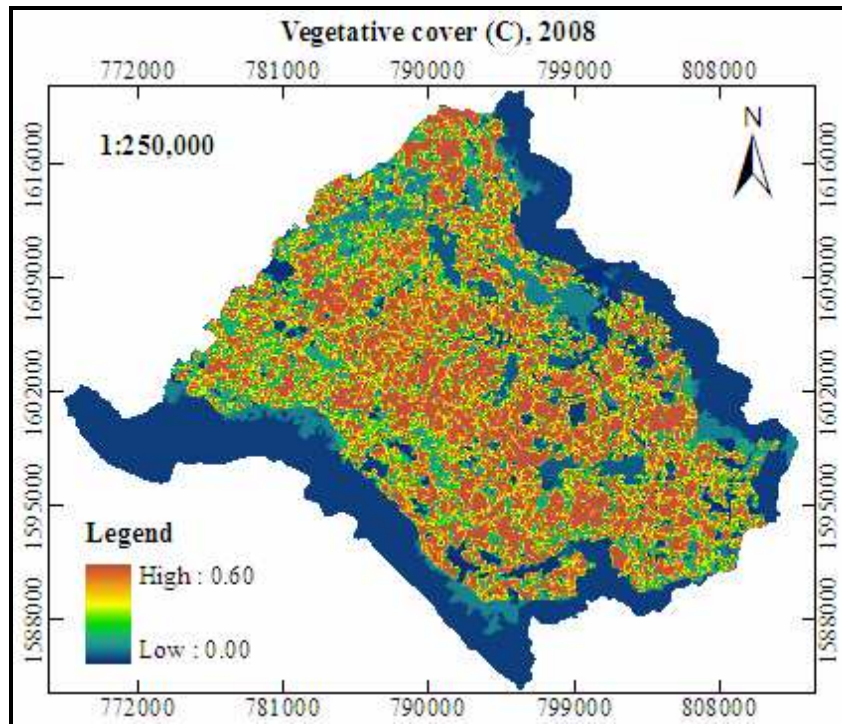 Vegetative cover (C), 2008
772000 781000 790000 799000 808000
1:250,000
N
1616000 1616000
1609000 1609000
1602000 1602000
1595000 1595000
1588000 1588000
Legend
High : 0.60
Low : 0.00
772000 781000 790000 799000 808000